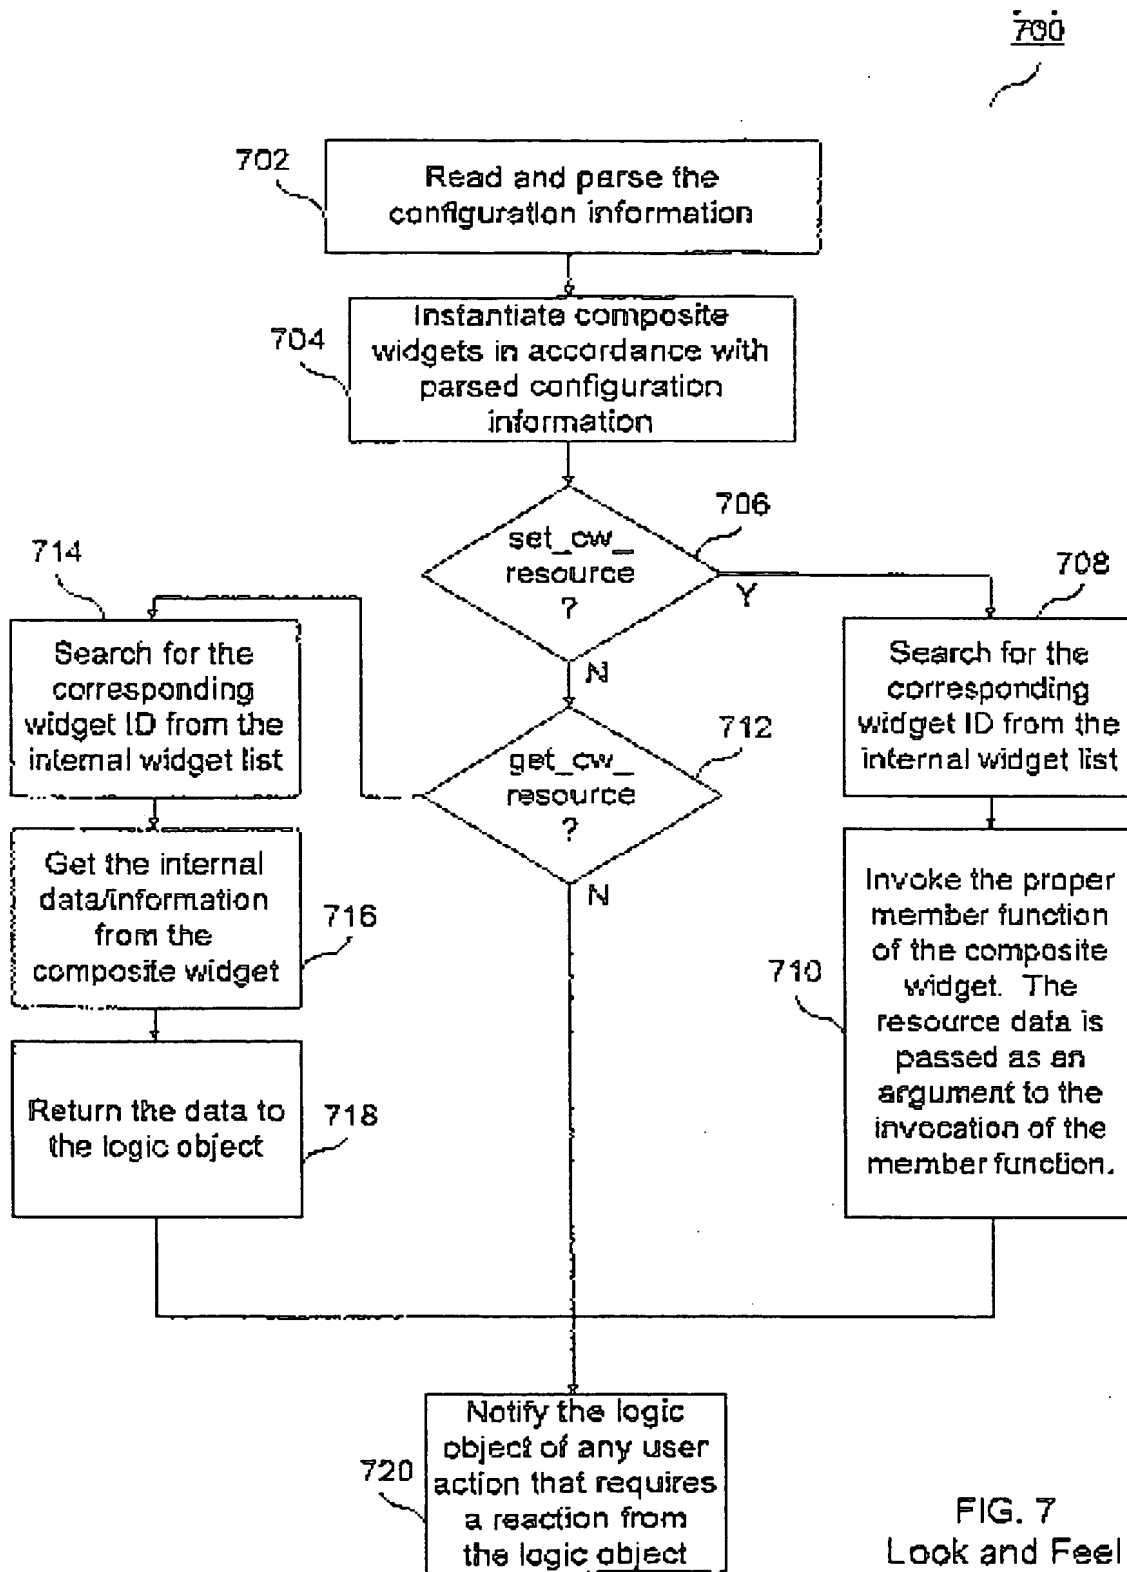 700
702
Read and parse the
configuration information
704
Instantiate composite
widgets in accordance with
parsed configuration
information
706
set_cw_
resource
?
Y
N
708
Search for the
corresponding
widget ID from the
internal widget list
710
Invoke the proper
member function
of the composite
widget. The
resource data is
passed as an
argument to the
invocation of the
member function.
712
get_cw_
resource
?
N
714
Search for the
corresponding
widget ID from the
internal widget list
Get the internal
data/information
from the
composite widget
716
Return the data to
the logic object
718
720
Notify the logic
object of any user
action that requires
a reaction from
the logic object
FIG. 7
Look and Feel